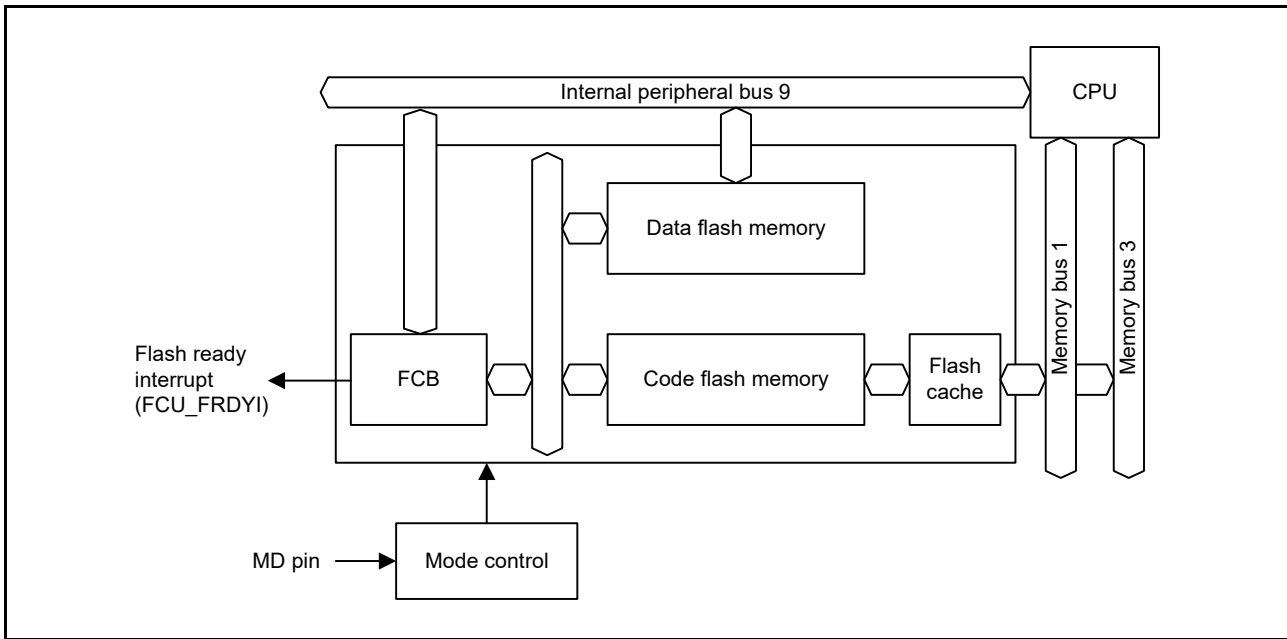 Internal peripheral bus 9
CPU
Data flash memory
Memory bus 1
Memory bus 3
Flash ready
interrupt
(FCU_FRDYI)
FCB
Code flash memory
Flash
cache
MD pin
Mode control